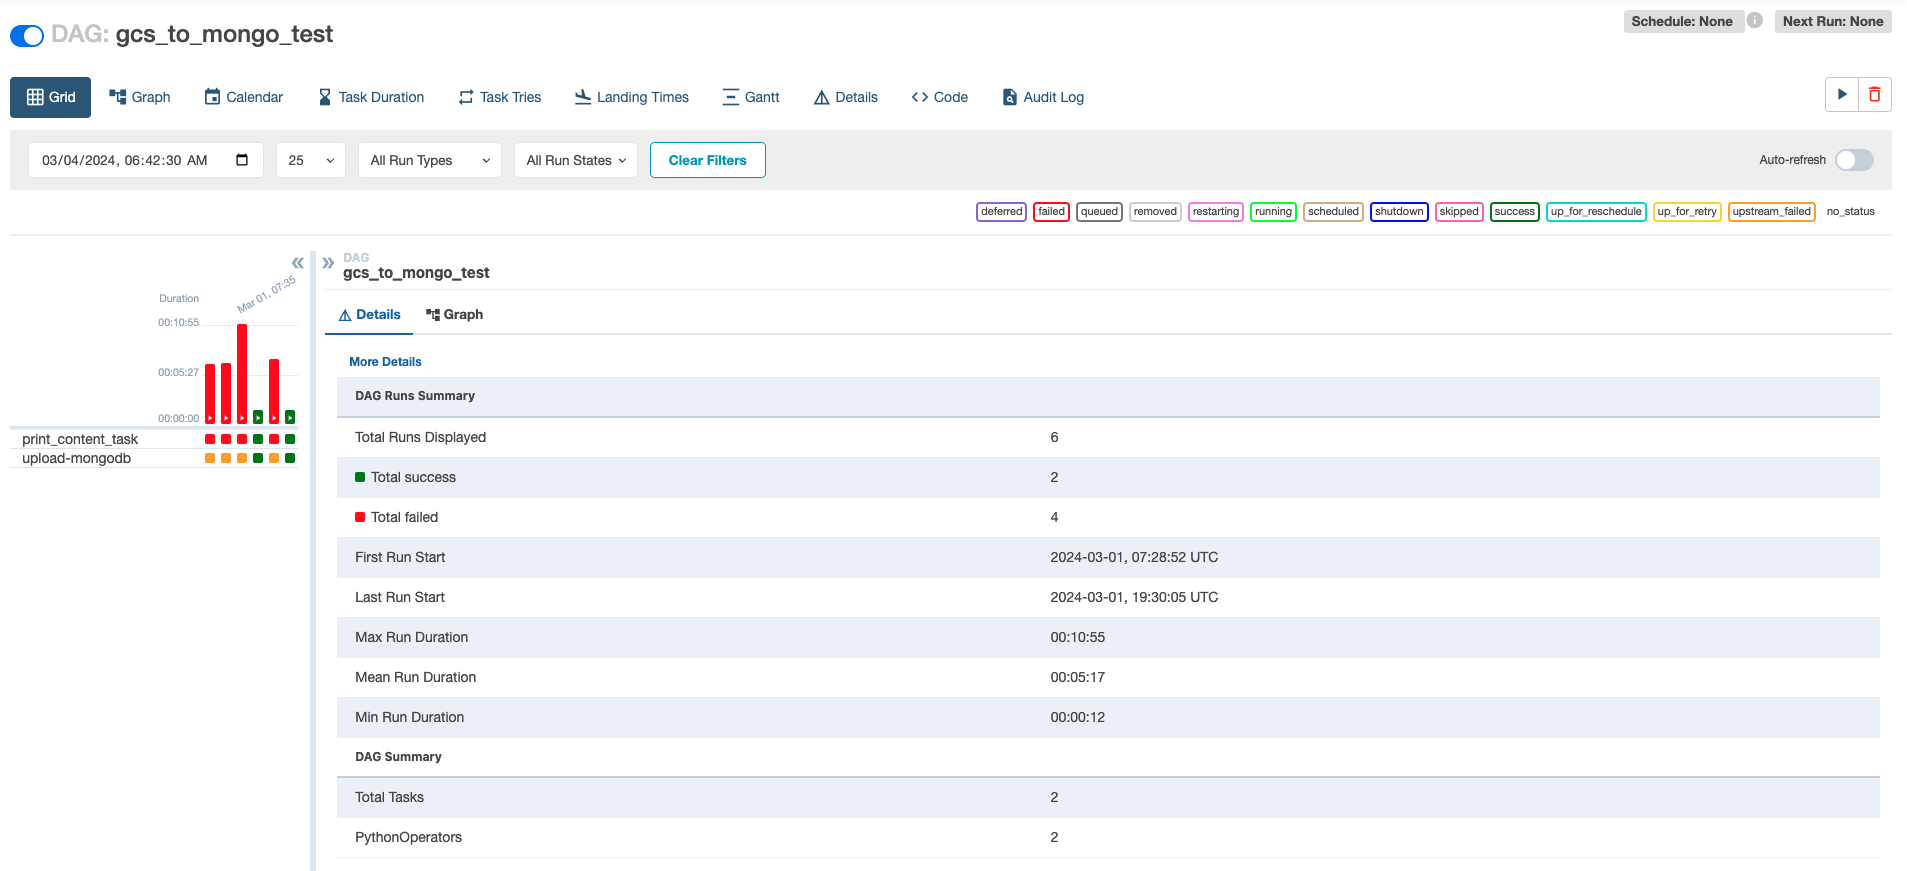 DAG: gcs_to_mongo_test
Schedule: None
Next Run: None
Grid
Graph
Calendar
Task Duration
Task Tries
Landing Times
Gantt
Details
Code
Audit Log
03/04/2024, 06:42:30 AM
25
All Run Types
All Run States
Clear Filters
Auto-refresh
deferred
failed
queued
removed
restarting
running
scheduled
shutdown
skipped
success
up_for_reschedule
up_for_retry
upstream_failed
no_status
Duration
Mar 01, 07:35
00:10:55
00:05:27
00:00:00
print_content_task
upload-mongodb
DAG
gcs_to_mongo_test
Details
Graph
More Details
DAG Runs Summary
Total Runs Displayed 6
Total success 2
Total failed 4
First Run Start 2024-03-01, 07:28:52 UTC
Last Run Start 2024-03-01, 19:30:05 UTC
Max Run Duration 00:10:55
Mean Run Duration 00:05:17
Min Run Duration 00:00:12
DAG Summary
Total Tasks 2
PythonOperators 2